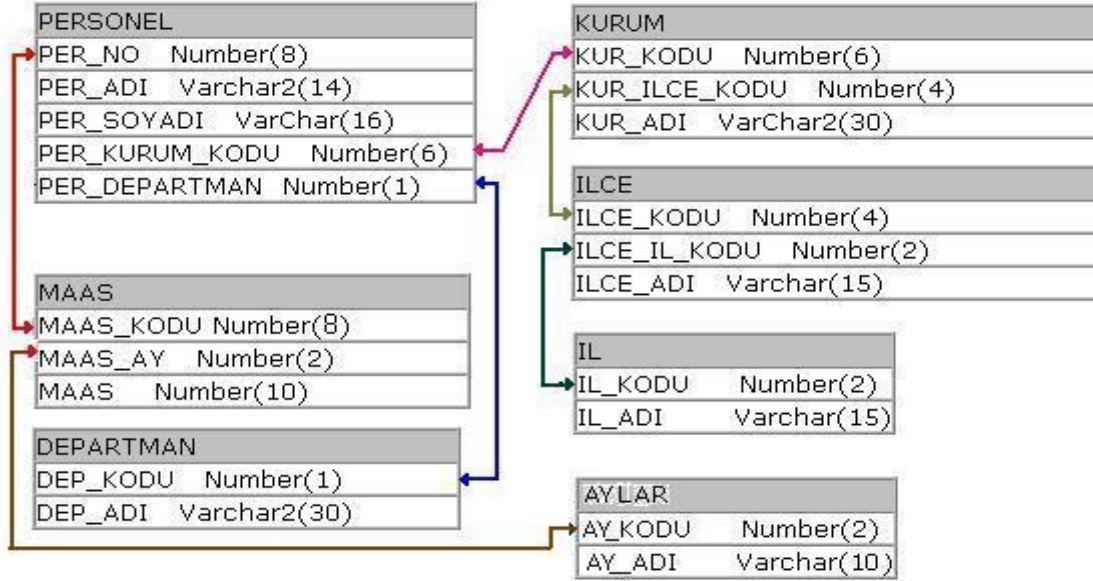 PERSONEL
PER_NO Number(8)
PER_ADI Varchar2(14)
PER_SOYADI VarChar(16)
PER_KURUM_KODU Number(6)
PER_DEPARTMAN Number(1)
MAAS
MAAS_KODU Number(8)
MAAS_AY Number(2)
MAAS Number(10)
DEPARTMAN
DEP_KODU Number(1)
DEP_ADI Varchar2(30)
KURUM
KUR_KODU Number(6)
KUR_ILCE_KODU Number(4)
KUR_ADI VarChar2(30)
ILCE
ILCE_KODU Number(4)
ILCE_IL_KODU Number(2)
ILCE_ADI Varchar(15)
IL
IL_KODU Number(2)
IL_ADI Varchar(15)
AYLAR
AY_KODU Number(2)
AY_ADI Varchar(10)